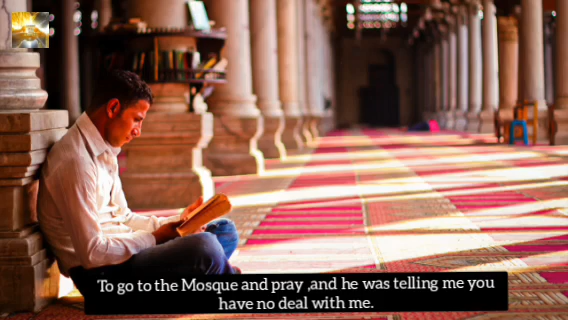 To go to the Mosque and pray ,and he was telling me you
have no deal with me.